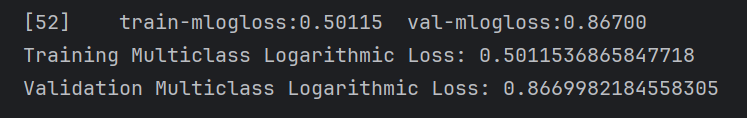 [52]    train-mlogloss:0.50115  val-mlogloss:0.86700
Training Multiclass Logarithmic Loss: 0.5011536865847718
Validation Multiclass Logarithmic Loss: 0.8669982184558305